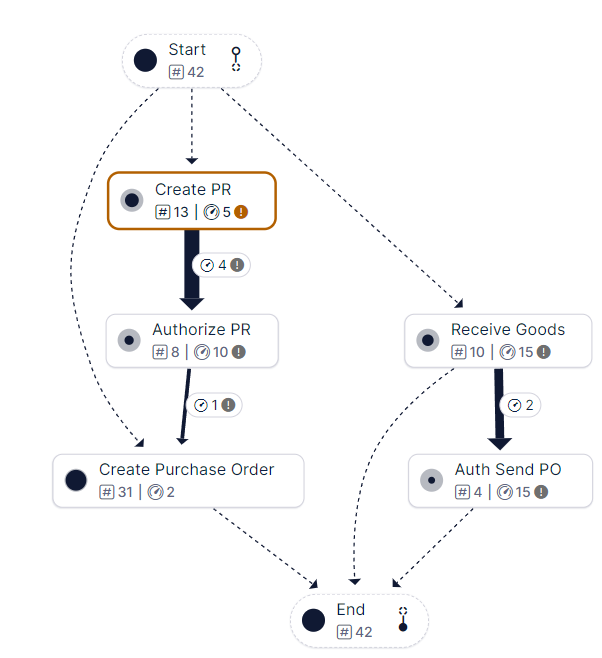 Start
# 42
Create PR
# 13 | 5 !
4 !
Authorize PR
# 8 | 10 !
Receive Goods
# 10 | 15 !
1 !
2
Create Purchase Order
# 31 | 2
Auth Send PO
# 4 | 15 !
End
# 42